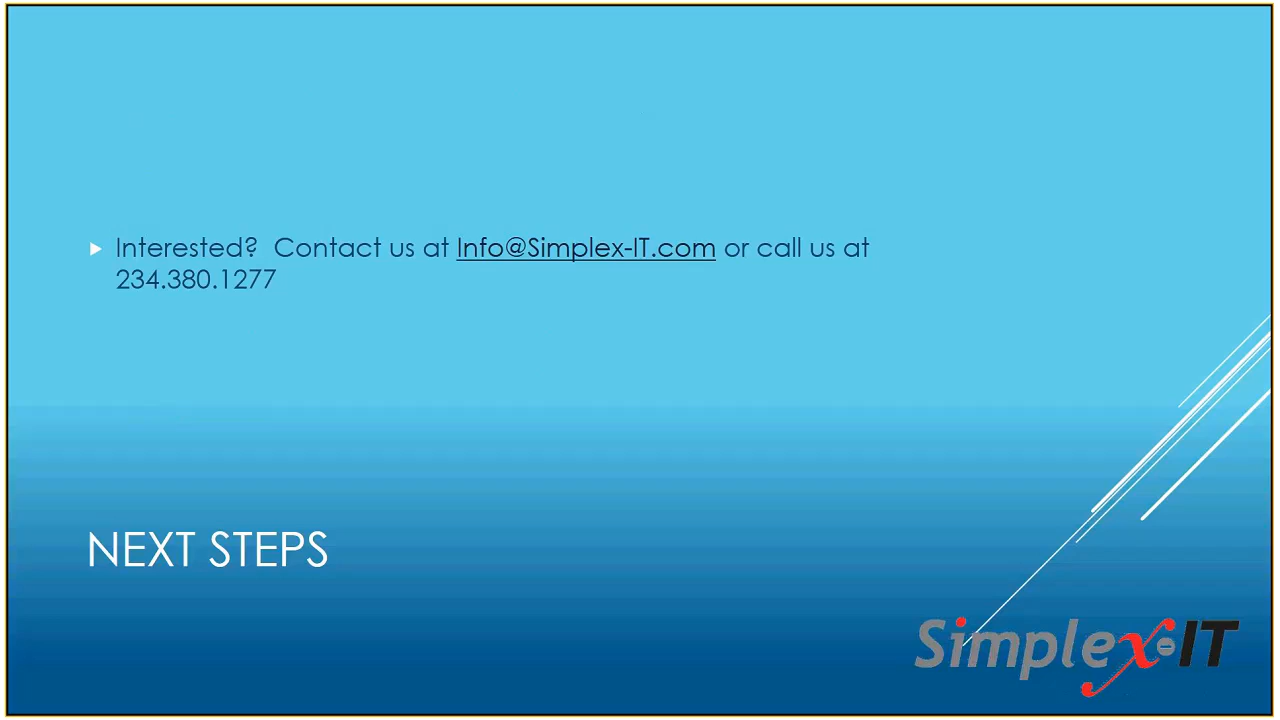 Interested?  Contact us at Info@Simplex-IT.com or call us at
234.380.1277
NEXT STEPS
Simplex-IT